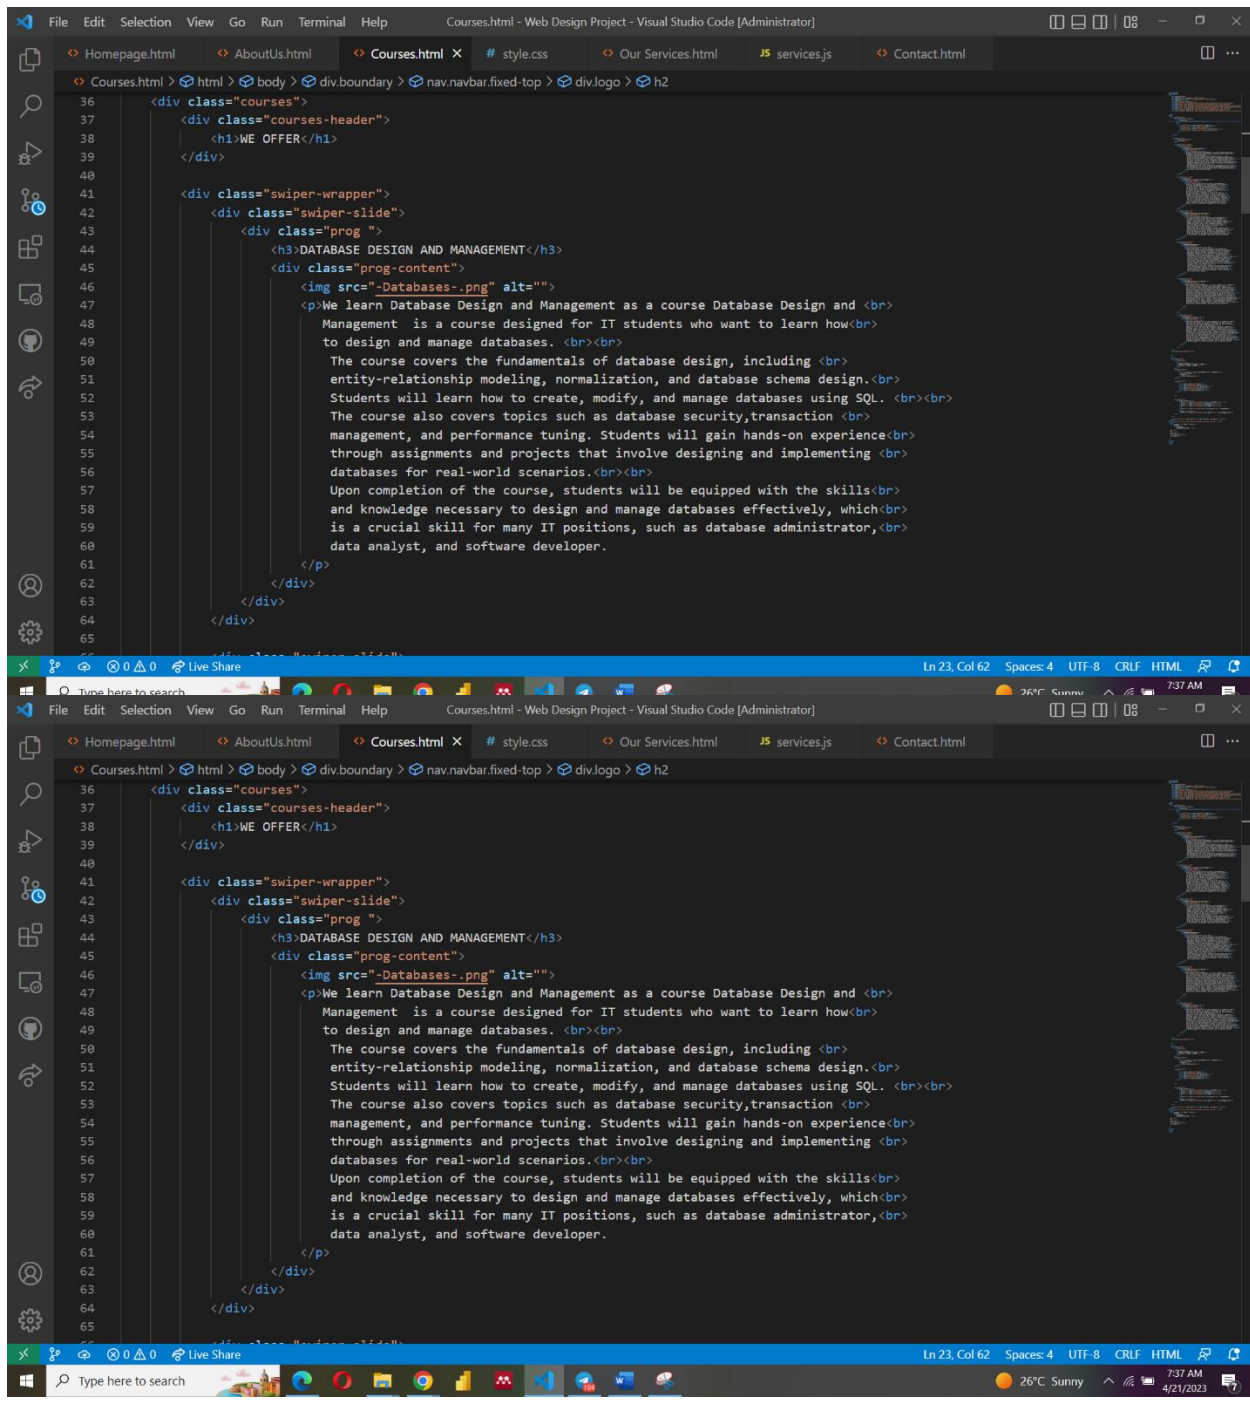 File Edit Selection View Go Run Terminal Help Courses.html - Web Design Project - Visual Studio Code [Administrator]
Homepage.html AboutUs.html Courses.html # style.css Our Services.html JS services.js Contact.html
Courses.html > html > body > div.boundary > nav.navbar.fixed-top > div.logo > h2
36 <div class="courses">
37 <div class="courses-header">
38 <h1>WE OFFER</h1>
39 </div>
40
41 <div class="swiper-wrapper">
42 <div class="swiper-slide">
43 <div class="prog ">
44 <h3>DATABASE DESIGN AND MANAGEMENT</h3>
45 <div class="prog-content">
46 <img src="-Databases-.png" alt="">
47 <p>We learn Database Design and Management as a course Database Design and <br>
48 Management  is a course designed for IT students who want to learn how<br>
49 to design and manage databases. <br><br>
50 The course covers the fundamentals of database design, including <br>
51 entity-relationship modeling, normalization, and database schema design.<br>
52 Students will learn how to create, modify, and manage databases using SQL. <br><br>
53 The course also covers topics such as database security,transaction <br>
54 management, and performance tuning. Students will gain hands-on experience<br>
55 through assignments and projects that involve designing and implementing <br>
56 databases for real-world scenarios.<br><br>
57 Upon completion of the course, students will be equipped with the skills<br>
58 and knowledge necessary to design and manage databases effectively, which<br>
59 is a crucial skill for many IT positions, such as database administrator,<br>
60 data analyst, and software developer.
61 </p>
62 </div>
63 </div>
64 </div>
65
66 <div class="swiper-slide">
0 0 Live Share Ln 23, Col 62 Spaces: 4 UTF-8 CRLF HTML
Type here to search 26°C Sunny 7:37 AM
File Edit Selection View Go Run Terminal Help Courses.html - Web Design Project - Visual Studio Code [Administrator]
Homepage.html AboutUs.html Courses.html # style.css Our Services.html JS services.js Contact.html
Courses.html > html > body > div.boundary > nav.navbar.fixed-top > div.logo > h2
36 <div class="courses">
37 <div class="courses-header">
38 <h1>WE OFFER</h1>
39 </div>
40
41 <div class="swiper-wrapper">
42 <div class="swiper-slide">
43 <div class="prog ">
44 <h3>DATABASE DESIGN AND MANAGEMENT</h3>
45 <div class="prog-content">
46 <img src="-Databases-.png" alt="">
47 <p>We learn Database Design and Management as a course Database Design and <br>
48 Management  is a course designed for IT students who want to learn how<br>
49 to design and manage databases. <br><br>
50 The course covers the fundamentals of database design, including <br>
51 entity-relationship modeling, normalization, and database schema design.<br>
52 Students will learn how to create, modify, and manage databases using SQL. <br><br>
53 The course also covers topics such as database security,transaction <br>
54 management, and performance tuning. Students will gain hands-on experience<br>
55 through assignments and projects that involve designing and implementing <br>
56 databases for real-world scenarios.<br><br>
57 Upon completion of the course, students will be equipped with the skills<br>
58 and knowledge necessary to design and manage databases effectively, which<br>
59 is a crucial skill for many IT positions, such as database administrator,<br>
60 data analyst, and software developer.
61 </p>
62 </div>
63 </div>
64 </div>
65
66 <div class="swiper-slide">
0 0 Live Share Ln 23, Col 62 Spaces: 4 UTF-8 CRLF HTML
Type here to search 104 26°C Sunny 7:37 AM
4/21/2023 7